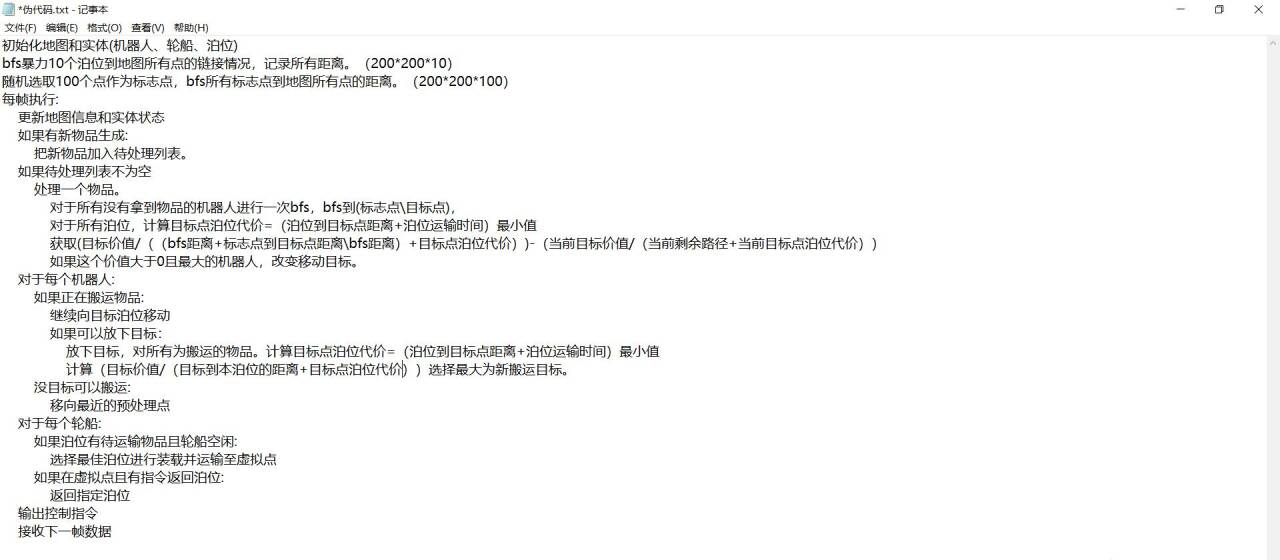 *伪代码.txt - 记事本
文件(F) 编辑(E) 格式(O) 查看(V) 帮助(H)
初始化地图和实体(机器人、轮船、泊位)
bfs暴力10个泊位到地图所有点的链接情况，记录所有距离。（200*200*10）
随机选取100个点作为标志点，bfs所有标志点到地图所有点的距离。（200*200*100）
每帧执行:
更新地图信息和实体状态
如果有新物品生成:
把新物品加入待处理列表。
如果待处理列表不为空
处理一个物品。
对于所有没有拿到物品的机器人进行一次bfs，bfs到(标志点\目标点)，
对于所有泊位，计算目标点泊位代价=（泊位到目标点距离+泊位运输时间）最小值
获取(目标价值/（（bfs距离+标志点到目标点距离\bfs距离）+目标点泊位代价）)-（当前目标价值/（当前剩余路径+当前目标点泊位代价））
如果这个价值大于0且最大的机器人，改变移动目标。
对于每个机器人:
如果正在搬运物品:
继续向目标泊位移动
如果可以放下目标：
放下目标，对所有为搬运的物品。计算目标点泊位代价=（泊位到目标点距离+泊位运输时间）最小值
计算（目标价值/（目标到本泊位的距离+目标点泊位代价））选择最大为新搬运目标。
没目标可以搬运:
移向最近的预处理点
对于每个轮船:
如果泊位有待运输物品且轮船空闲:
选择最佳泊位进行装载并运输至虚拟点
如果在虚拟点且有指令返回泊位:
返回指定泊位
输出控制指令
接收下一帧数据